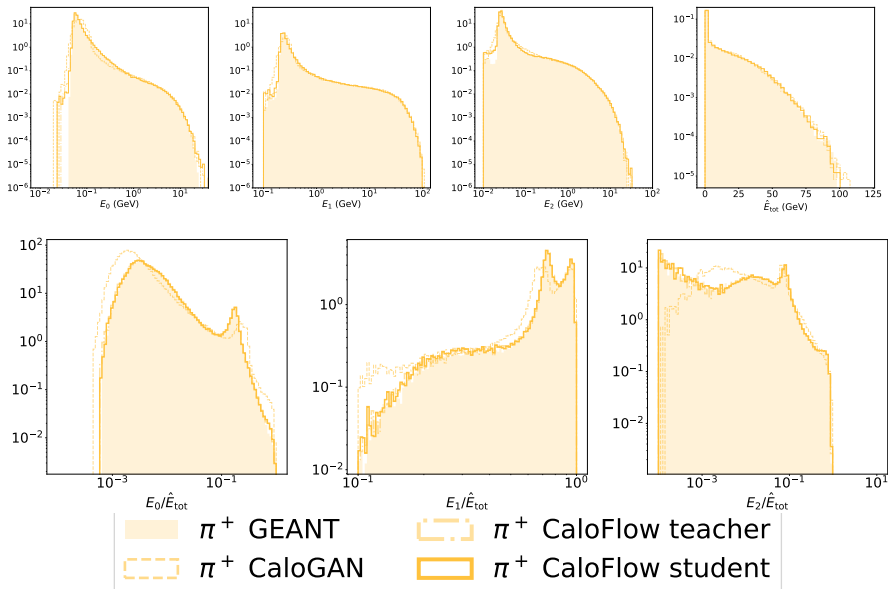 10¹ 10⁰ 10⁻¹ 10⁻² 10⁻³ 10⁻⁴ 10⁻⁵ 10⁻⁶
10⁻² 10⁻¹ 10⁰ 10¹
E₀ (GeV)
10¹ 10⁰ 10⁻¹ 10⁻² 10⁻³ 10⁻⁴ 10⁻⁵ 10⁻⁶
10⁻¹ 10⁰ 10¹ 10²
E₁ (GeV)
10¹ 10⁰ 10⁻¹ 10⁻² 10⁻³ 10⁻⁴ 10⁻⁵ 10⁻⁶
10⁻² 10⁻¹ 10⁰ 10¹ 10²
E₂ (GeV)
10⁻¹ 10⁻² 10⁻³ 10⁻⁴ 10⁻⁵
0 25 50 75 100 125
Ê_tot (GeV)
10² 10¹ 10⁰ 10⁻¹ 10⁻²
10⁻³ 10⁻¹
E₀/Ê_tot
10⁰ 10⁻¹ 10⁻²
10⁻¹ 10⁰
E₁/Ê_tot
10¹ 10⁰ 10⁻¹ 10⁻²
10⁻³ 10⁻¹ 10¹
E₂/Ê_tot
π⁺ GEANT
π⁺ CaloGAN
π⁺ CaloFlow teacher
π⁺ CaloFlow student